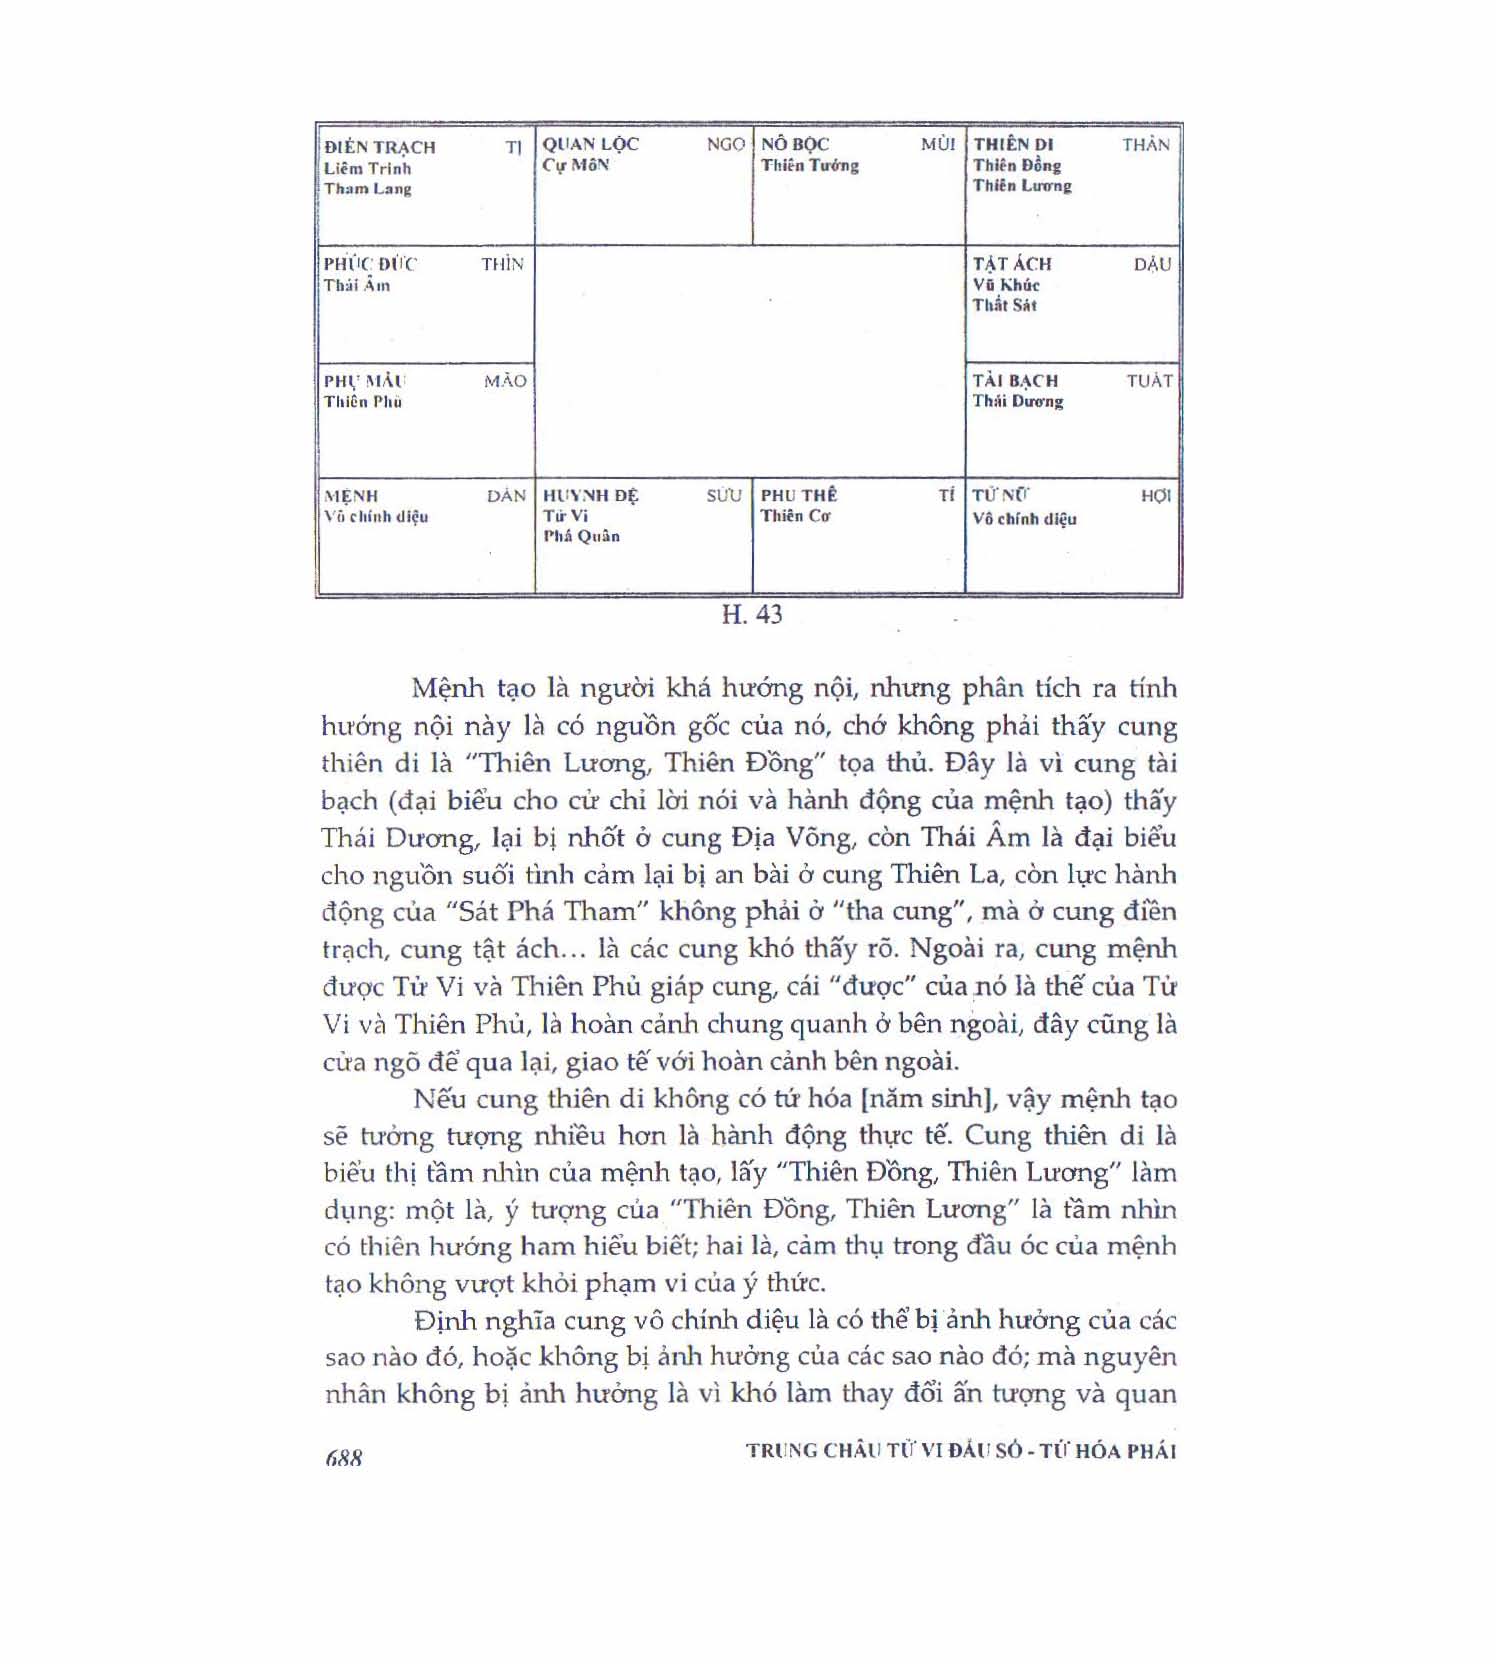 ĐIỀN TRẠCH TỊ
Liêm Trinh
Tham Lang
QUAN LỘC NGỌ
Cự MôN
NÔ BỘC MÙI
Thiên Tướng
THIÊN DI THÂN
Thiên Đồng
Thiên Lương
PHÚC ĐỨC THÌN
Thái Âm
TẬT ÁCH DẬU
Vũ Khúc
Thất Sát
PHỤ MẪU MÃO
Thiên Phủ
TÀI BẠCH TUẤT
Thái Dương
MỆNH DẦN
Vô chính diệu
HUYNH ĐỆ SỬU
Tử Vi
Phá Quân
PHU THÊ TÍ
Thiên Cơ
TỬ NỮ HỢI
Vô chính diệu
H. 43
Mệnh tạo là người khá hướng nội, nhưng phân tích ra tính
hướng nội này là có nguồn gốc của nó, chớ không phải thấy cung
thiên di là "Thiên Lương, Thiên Đồng" tọa thủ. Đây là vì cung tài
bạch (đại biểu cho cử chỉ lời nói và hành động của mệnh tạo) thấy
Thái Dương, lại bị nhốt ở cung Địa Võng, còn Thái Âm là đại biểu
cho nguồn suối tình cảm lại bị an bài ở cung Thiên La, còn lực hành
động của "Sát Phá Tham" không phải ở "tha cung", mà ở cung điền
trạch, cung tật ách... là các cung khó thấy rõ. Ngoài ra, cung mệnh
được Tử Vi và Thiên Phủ giáp cung, cái "được" của nó là thế của Tử
Vi và Thiên Phủ, là hoàn cảnh chung quanh ở bên ngoài, đây cũng là
cửa ngõ để qua lại, giao tế với hoàn cảnh bên ngoài.
Nếu cung thiên di không có tứ hóa [năm sinh], vậy mệnh tạo
sẽ tưởng tượng nhiều hơn là hành động thực tế. Cung thiên di là
biểu thị tầm nhìn của mệnh tạo, lấy "Thiên Đồng, Thiên Lương" làm
dụng: một là, ý tượng của "Thiên Đồng, Thiên Lương" là tầm nhìn
có thiên hướng ham hiểu biết; hai là, cảm thụ trong đầu óc của mệnh
tạo không vượt khỏi phạm vi của ý thức.
Định nghĩa cung vô chính diệu là có thể bị ảnh hưởng của các
sao nào đó, hoặc không bị ảnh hưởng của các sao nào đó; mà nguyên
nhân không bị ảnh hưởng là vì khó làm thay đổi ấn tượng và quan
688
TRUNG CHÂU TỬ VI ĐẨU SỐ - TỨ HÓA PHÁI